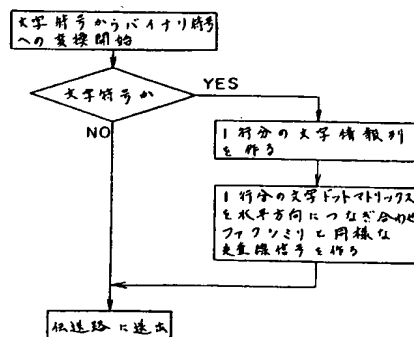 文字符号からバイナリ符号
への変換開始
文字符号か
YES
NO
1行分の文字情報列
を作る
1行分の文字ドットマトリックス
を水平方向につなぎ合わせ
ファクシミリと同様な
走査線信号を作る
伝送路に送出